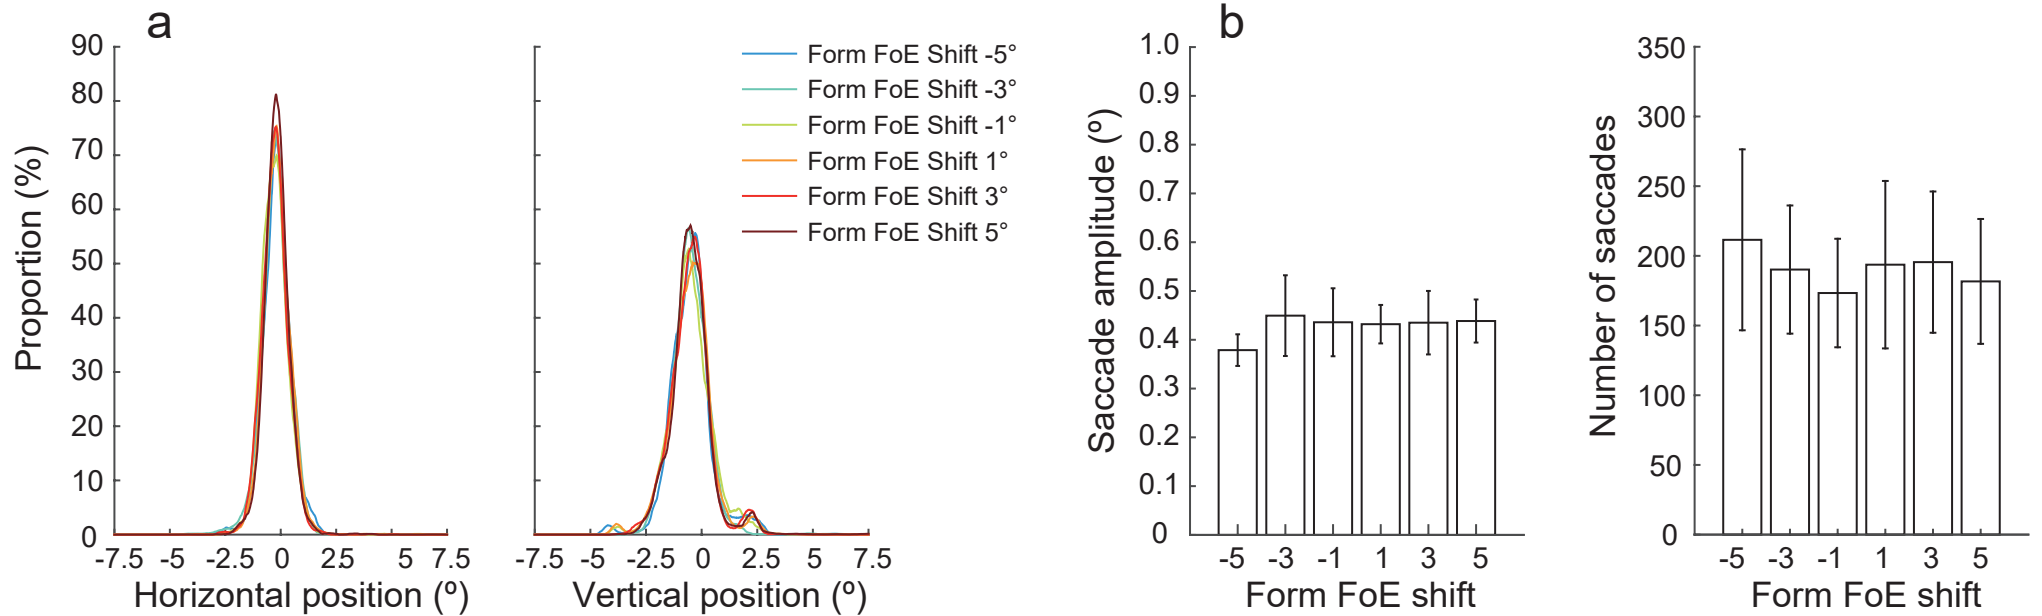 a
90
80
70
60
50
40
30
20
10
0
Proportion (%)
-7.5 -5 -2.5 0 2.5 5 7.5
Horizontal position (º)
-7.5 -5 -2.5 0 2.5 5 7.5
Vertical position (º)
Form FoE Shift -5°
Form FoE Shift -3°
Form FoE Shift -1°
Form FoE Shift 1°
Form FoE Shift 3°
Form FoE Shift 5°
b
1.0
0.9
0.8
0.7
0.6
0.5
0.4
0.3
0.2
0.1
0
Saccade amplitude (º)
-5 -3 -1 1 3 5
Form FoE shift
350
300
250
200
150
100
50
0
Number of saccades
-5 -3 -1 1 3 5
Form FoE shift